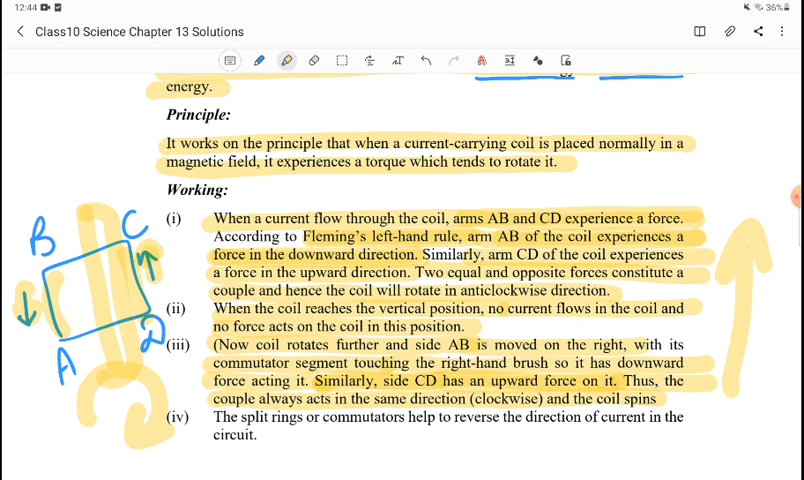 12:44
36%
Class10 Science Chapter 13 Solutions
energy.
Principle:
It works on the principle that when a current-carrying coil is placed normally in a
magnetic field, it experiences a torque which tends to rotate it.
Working:
(i) When a current flow through the coil, arms AB and CD experience a force.
According to Fleming's left-hand rule, arm AB of the coil experiences a
force in the downward direction. Similarly, arm CD of the coil experiences
a force in the upward direction. Two equal and opposite forces constitute a
couple and hence the coil will rotate in anticlockwise direction.
(ii) When the coil reaches the vertical position, no current flows in the coil and
no force acts on the coil in this position.
(iii) (Now coil rotates further and side AB is moved on the right, with its
commutator segment touching the right-hand brush so it has downward
force acting it. Similarly, side CD has an upward force on it. Thus, the
couple always acts in the same direction (clockwise) and the coil spins
(iv) The split rings or commutators help to reverse the direction of current in the
circuit.
B
C
A
D